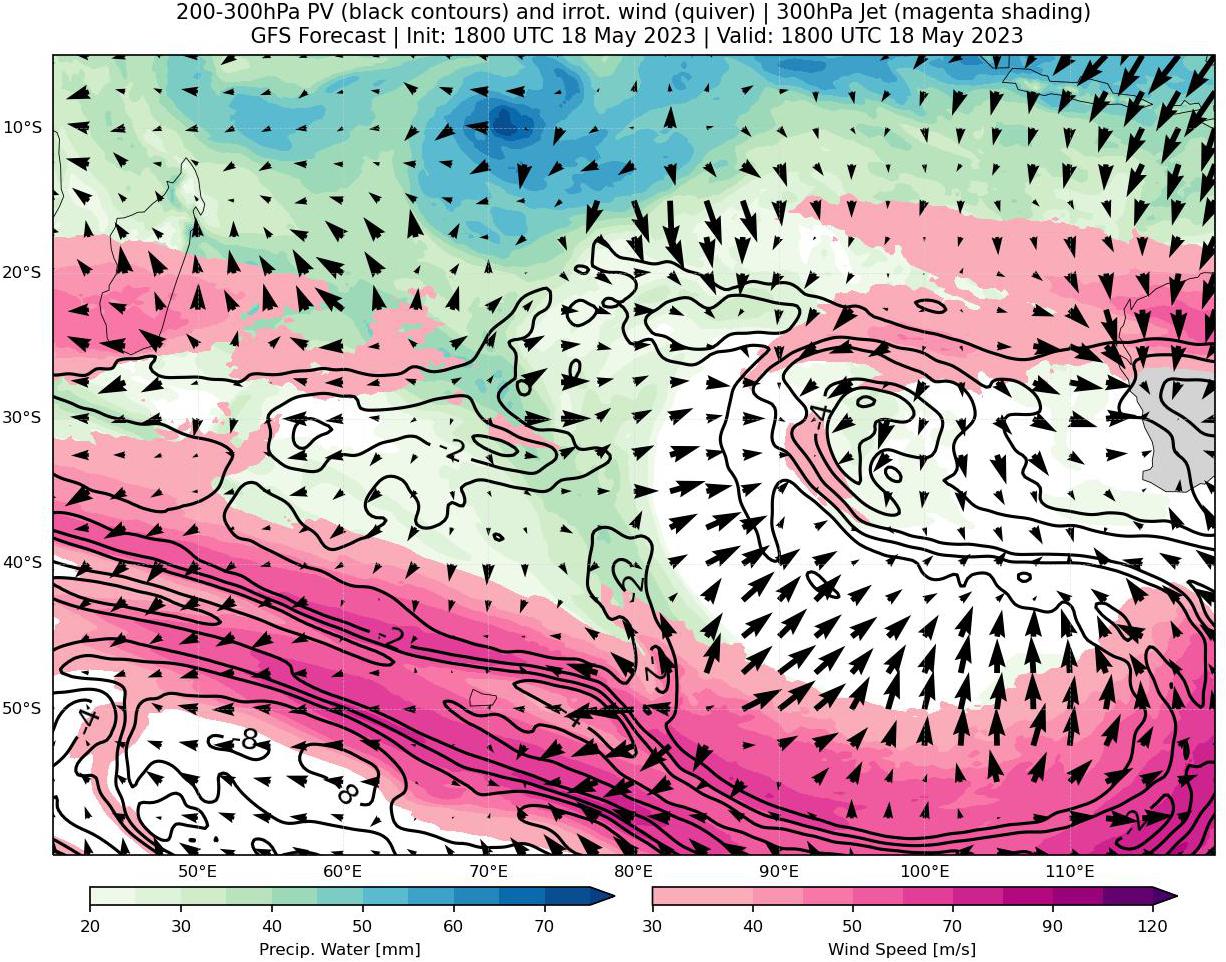 200-300hPa PV (black contours) and irrot. wind (quiver) | 300hPa Jet (magenta shading)
GFS Forecast | Init: 1800 UTC 18 May 2023 | Valid: 1800 UTC 18 May 2023
10°S
20°S
-4
30°S
-2
40°S
-2
-2
-2
50°S
-4
-4
-8
-8
-2
50°E 60°E 70°E 80°E 90°E 100°E 110°E
20 30 40 50 60 70
30 40 50 70 90 120
Precip. Water [mm]
Wind Speed [m/s]